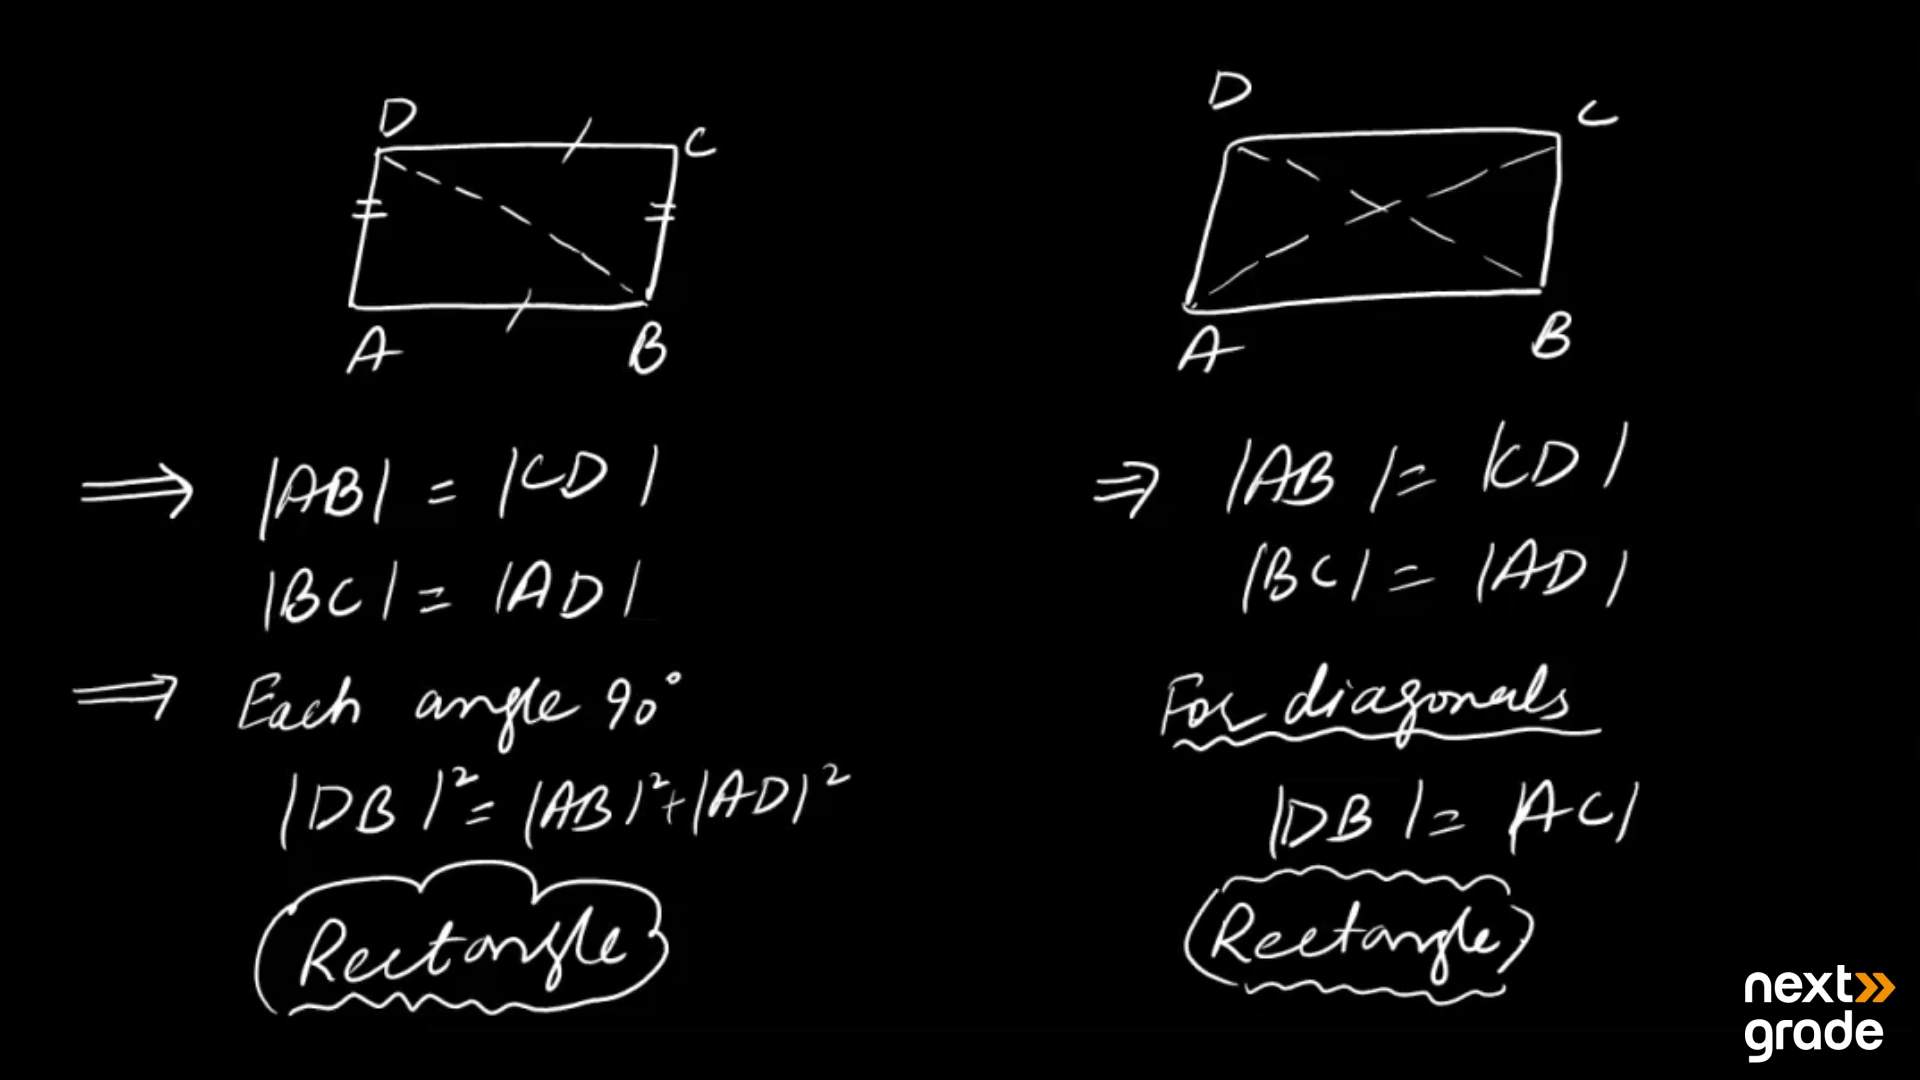 D
C
A
B
⇒ |AB| = |CD|
|BC| = |AD|
⇒ Each angle 90°
|DB|² = |AB|² + |AD|²
Rectangle
D
C
A
B
⇒ |AB| = |CD|
|BC| = |AD|
For diagonals
|DB| = |AC|
Rectangle
next
grade